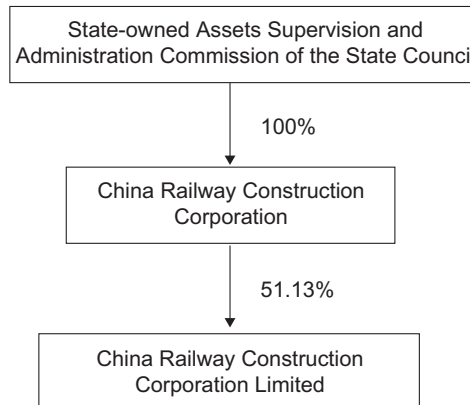 State-owned Assets Supervision and
Administration Commission of the State Counci
100%
China Railway Construction
Corporation
51.13%
China Railway Construction
Corporation Limited